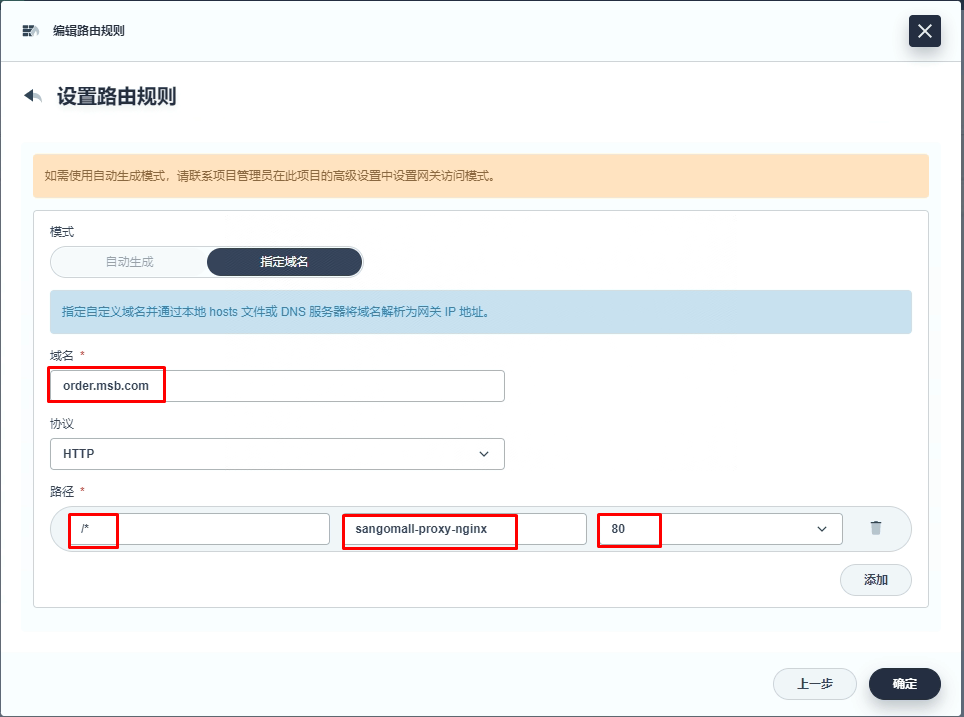 编辑路由规则
设置路由规则
如需使用自动生成模式，请联系项目管理员在此项目的高级设置中设置网关访问模式。
模式
自动生成
指定域名
指定自定义域名并通过本地 hosts 文件或 DNS 服务器将域名解析为网关 IP 地址。
域名 *
order.msb.com
协议
HTTP
路径 *
/*
sangomall-proxy-nginx
80
添加
上一步
确定